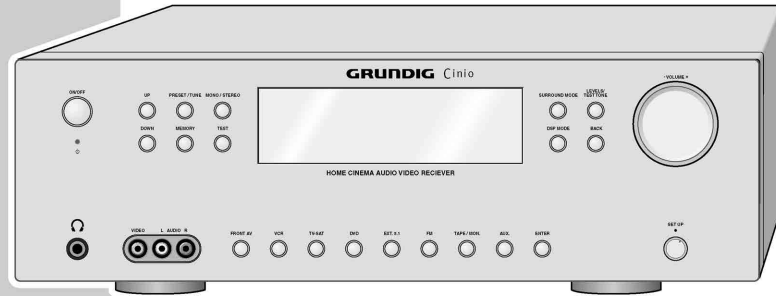 GRUNDIG Cinio
ON/OFF
UP PRESET/TUNE MONO/STEREO
DOWN MEMORY TEST
SURROUND MODE LEVELS/
TEST TONE
DSP MODE BACK
- VOLUME +
HOME CINEMA AUDIO VIDEO RECIEVER
VIDEO L AUDIO R
FRONT AV VCR TV-SAT DVD EXT. 5.1 FM TAPE / MON. AUX. ENTER
SET UP